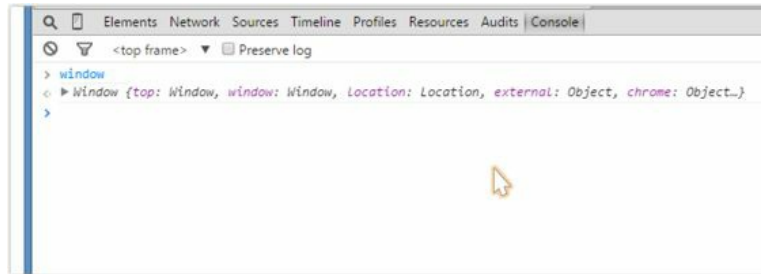 Elements Network Sources Timeline Profiles Resources Audits Console
<top frame> ▼ Preserve log
> window
▶ Window {top: Window, window: Window, location: Location, external: Object, chrome: Object…}
>